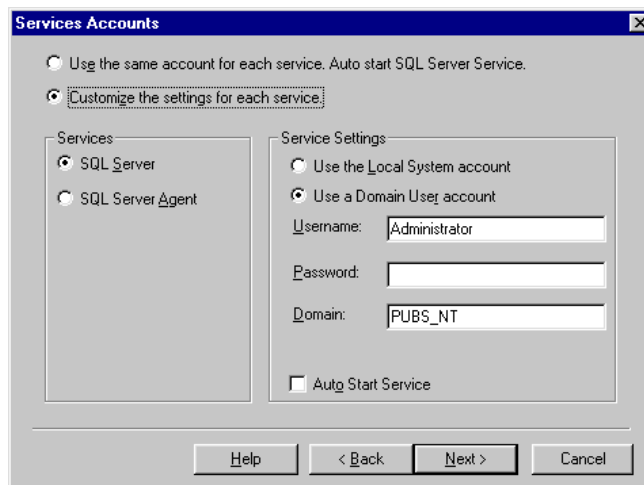 Services Accounts
Use the same account for each service. Auto start SQL Server Service.
Customize the settings for each service.
Services
SQL Server
SQL Server Agent
Service Settings
Use the Local System account
Use a Domain User account
Username: Administrator
Password:
Domain: PUBS_NT
Auto Start Service
Help < Back Next > Cancel